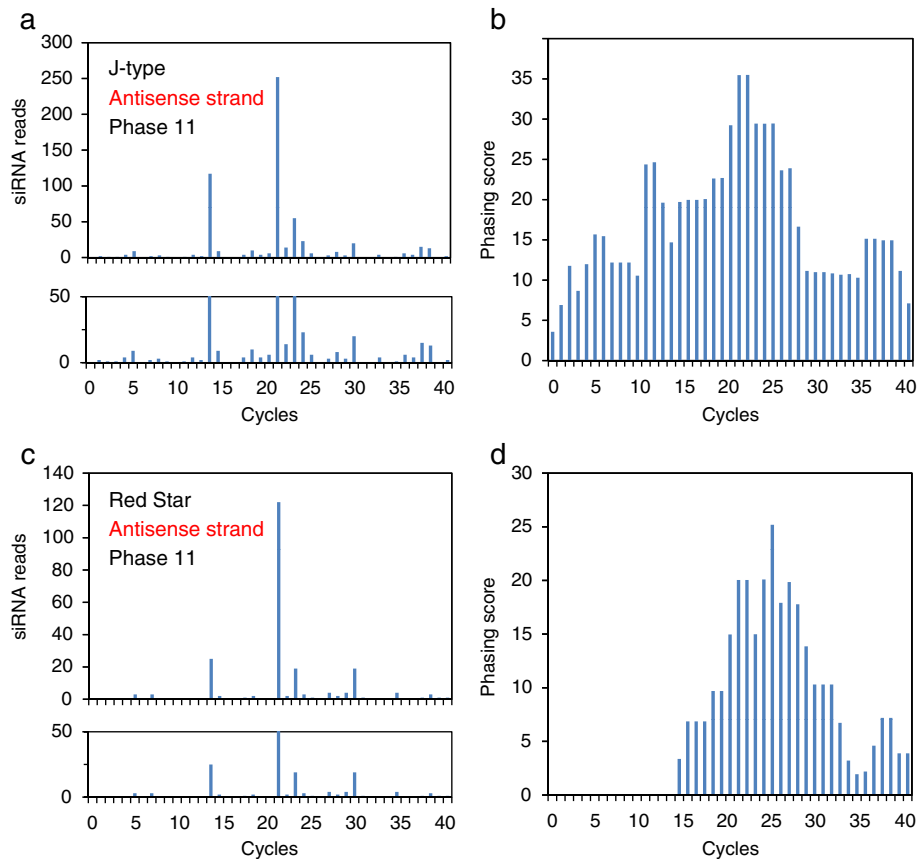 a
300
250
200
150
100
50
0
siRNA reads
J-type
Antisense strand
Phase 11
50
0
0 5 10 15 20 25 30 35 40
Cycles
b
35
30
25
20
15
10
5
0
Phasing score
0 5 10 15 20 25 30 35 40
Cycles
c
140
120
100
80
60
40
20
0
siRNA reads
Red Star
Antisense strand
Phase 11
50
0
0 5 10 15 20 25 30 35 40
Cycles
d
30
25
20
15
10
5
0
Phasing score
0 5 10 15 20 25 30 35 40
Cycles